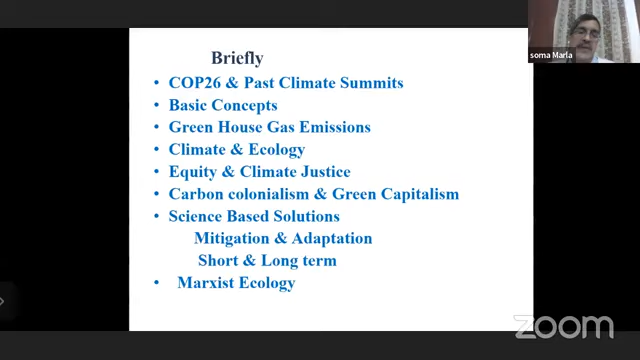 Briefly
• COP26 & Past Climate Summits
• Basic Concepts
• Green House Gas Emissions
• Climate & Ecology
• Equity & Climate Justice
• Carbon colonialism & Green Capitalism
• Science Based Solutions
Mitigation & Adaptation
Short & Long term
• Marxist Ecology
soma Marla
zoom